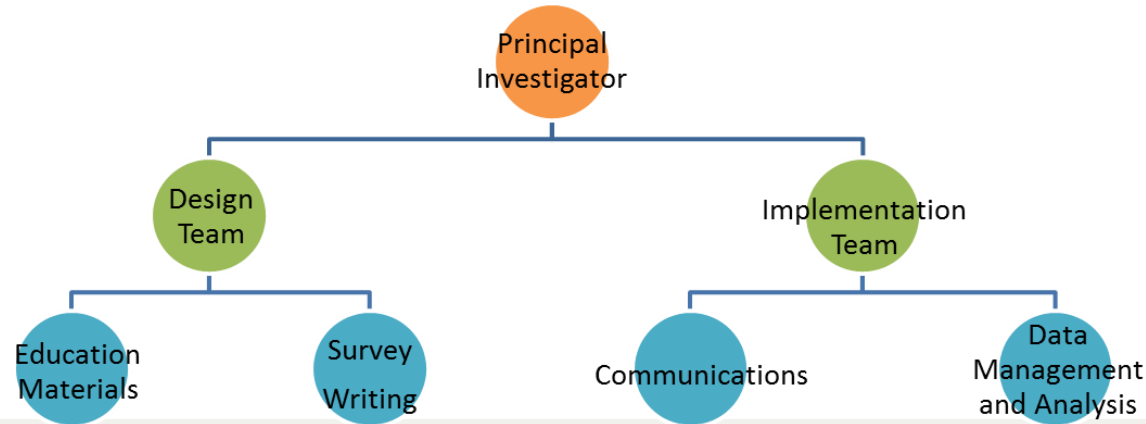 Principal
Investigator
Design
Team
Implementation
Team
Education
Materials
Survey
Writing
Communications
Data
Management
and Analysis